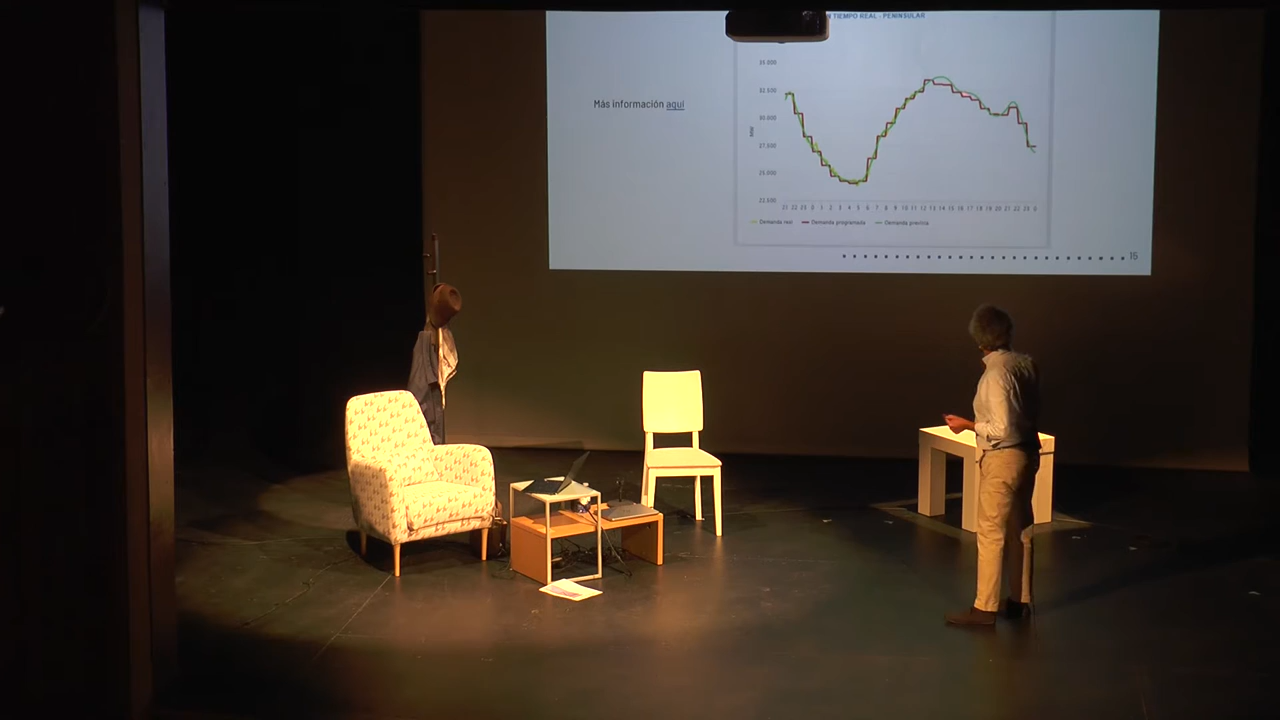 TIEMPO REAL - PENINSULAR
Más información aquí
35.000
32.500
30.000
27.500
25.000
22.500
MW
21 22 23 0 1 2 3 4 5 6 7 8 9 10 11 12 13 14 15 16 17 18 19 20 21 22 23 0
Demanda real Demanda programada Demanda prevista
15